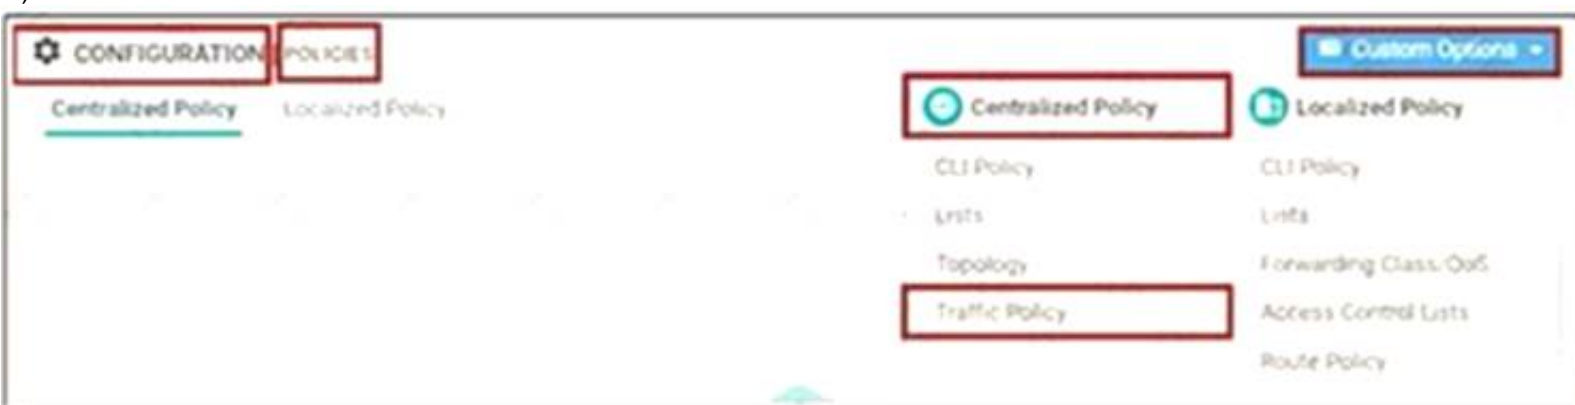 CONFIGURATION POLICIES
Custom Options
Centralized Policy Localized Policy
Centralized Policy Localized Policy
CLI Policy CLI Policy
Lists Lists
Topology Forwarding Class/QoS
Traffic Policy Access Control Lists
Route Policy